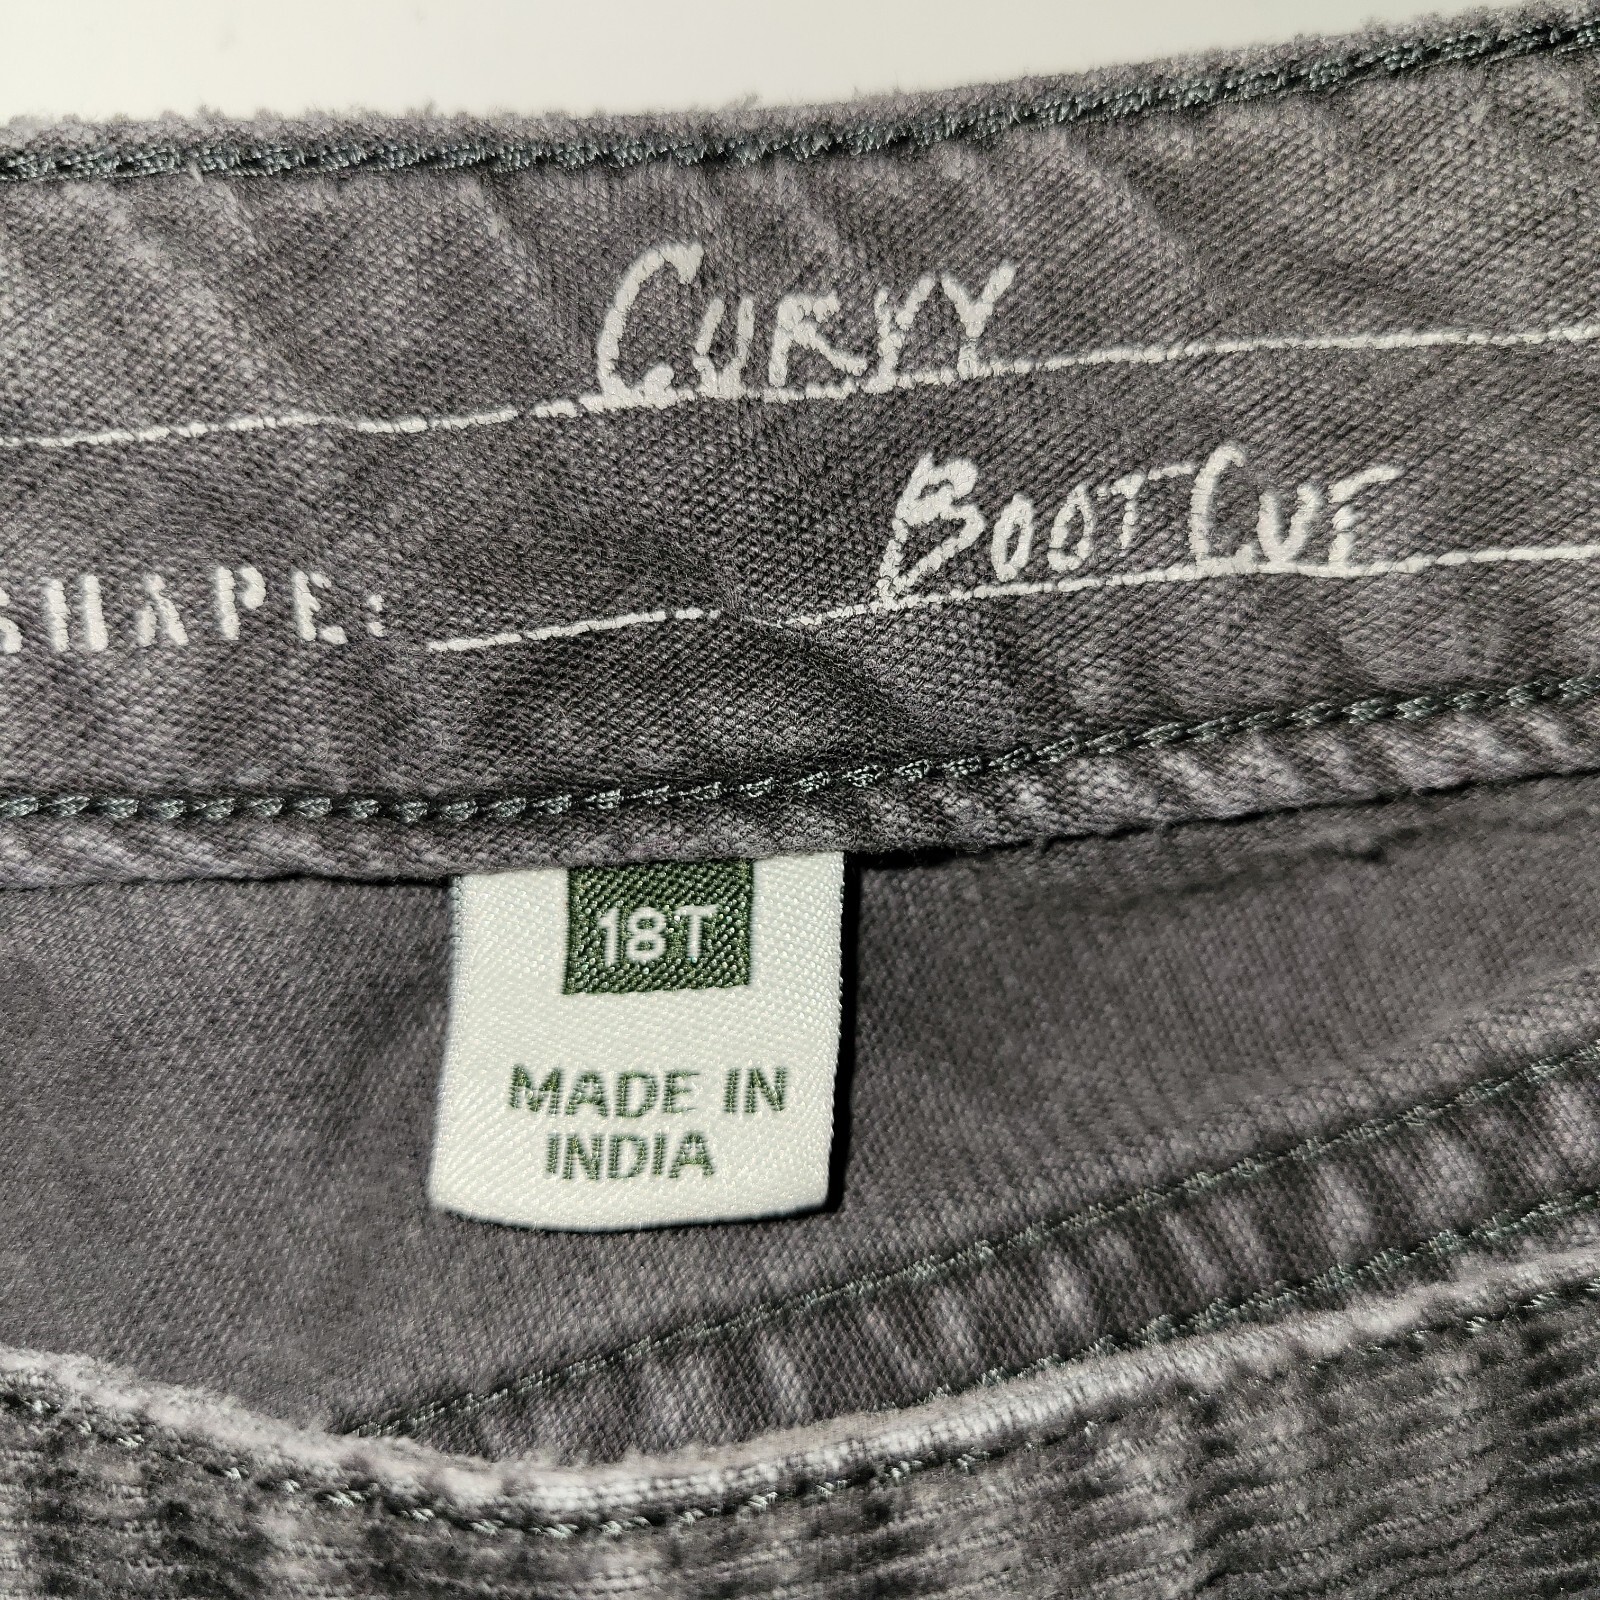 CURVY
SHAPE: BOOT CUT
18T
MADE IN
INDIA